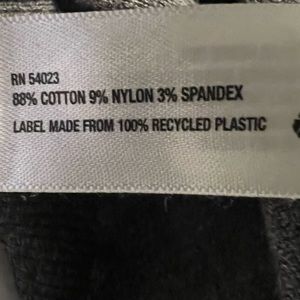 RN 54023
88% COTTON 9% NYLON 3% SPANDEX
LABEL MADE FROM 100% RECYCLED PLASTIC